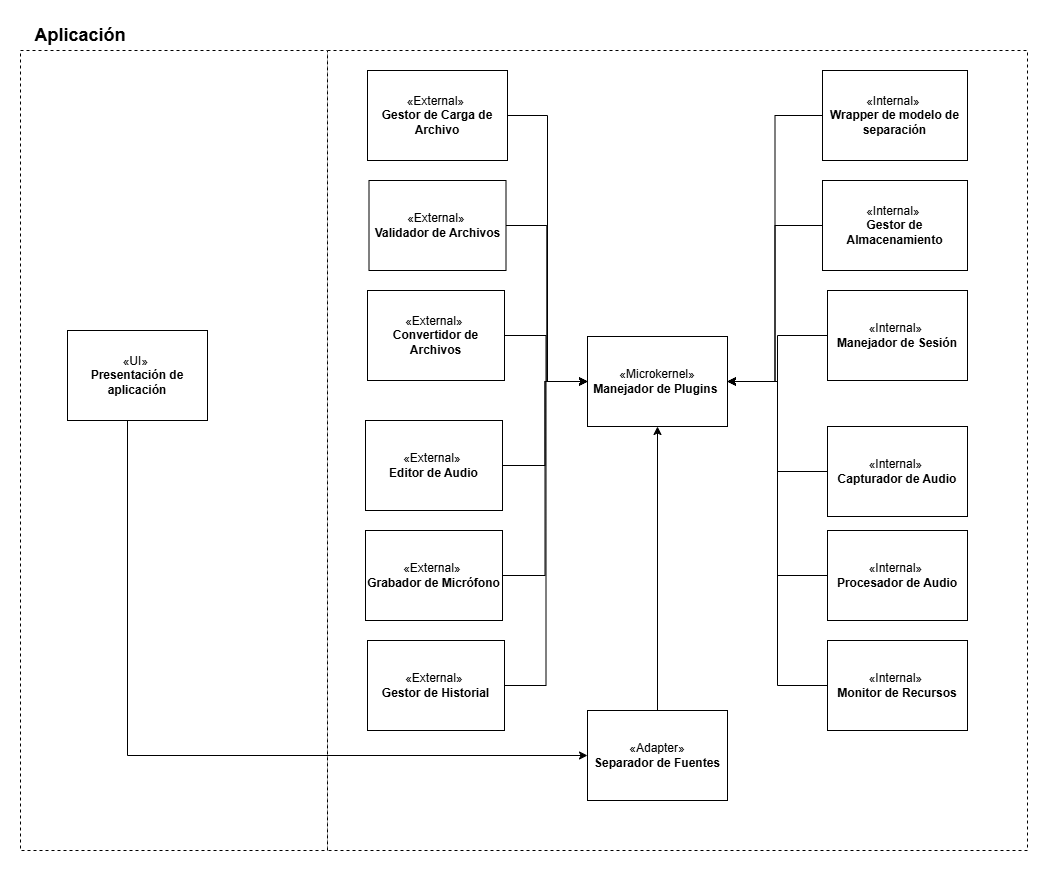 Aplicación
«External»
Gestor de Carga de
Archivo
«External»
Validador de Archivos
«External»
Convertidor de
Archivos
«External»
Editor de Audio
«External»
Grabador de Micrófono
«External»
Gestor de Historial
«UI»
Presentación de
aplicación
«Microkernel»
Manejador de Plugins
«Adapter»
Separador de Fuentes
«Internal»
Wrapper de modelo de
separación
«Internal»
Gestor de
Almacenamiento
«Internal»
Manejador de Sesión
«Internal»
Capturador de Audio
«Internal»
Procesador de Audio
«Internal»
Monitor de Recursos